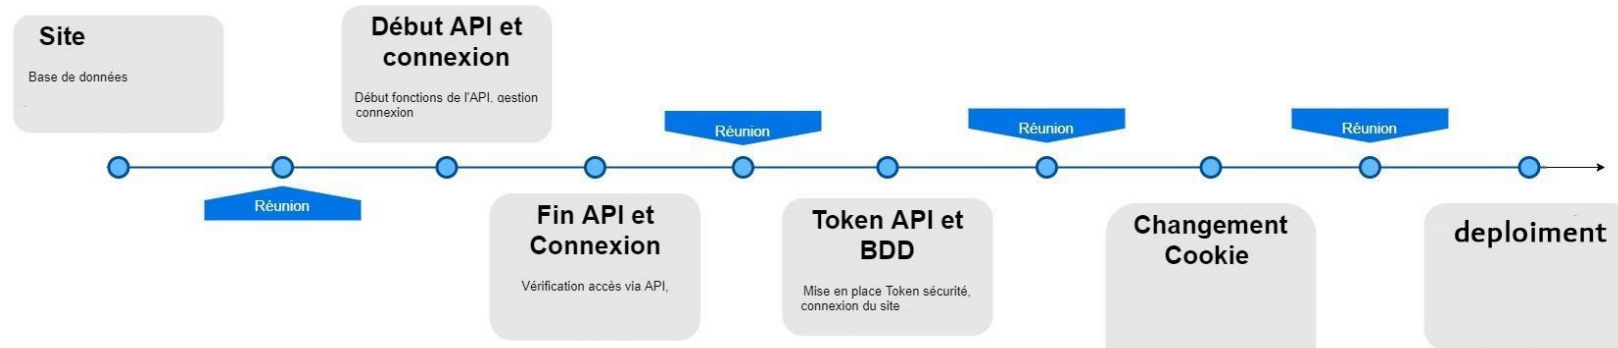 Site
Base de données
Début API et
connexion
Début fonctions de l'API, gestion
connexion
Réunion
Réunion
Réunion
Réunion
Fin API et
Connexion
Vérification accès via API,
Token API et
BDD
Mise en place Token sécurité,
connexion du site
Changement
Cookie
deploiment